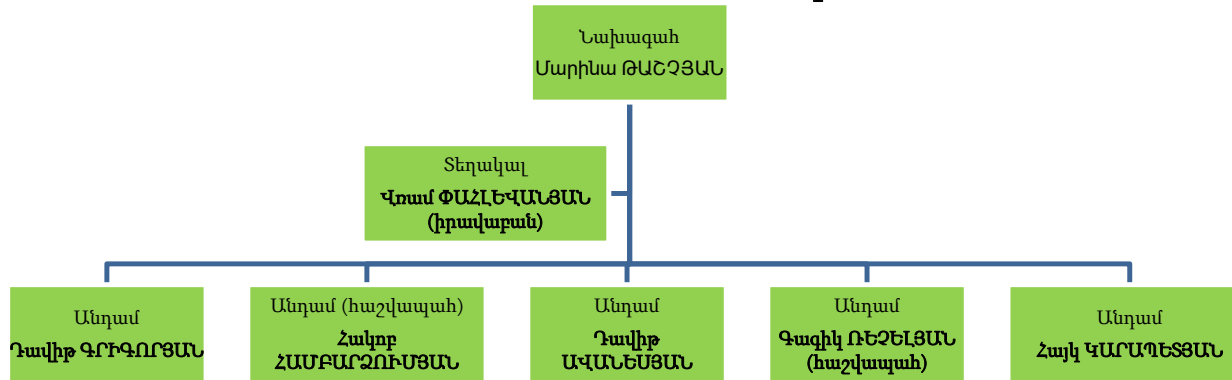 Նախագահ
Մարինա ԹԱՇՉՅԱՆ
Տեղակալ
Վռամ ՓԱՀԼԵՎԱՆՅԱՆ
(իրավաբան)
Անդամ
Դավիթ ԳՐԻԳՈՐՅԱՆ
Անդամ (հաշվապահ)
Հակոբ
ՀԱՄԲԱՐՁՈՒՄՅԱՆ
Անդամ
Դավիթ
ԱՎԱՆԵՍՅԱՆ
Անդամ
Գագիկ ՌԵՉԵԼՅԱՆ
(հաշվապահ)
Անդամ
Հայկ ԿԱՐԱՊԵՏՅԱՆ